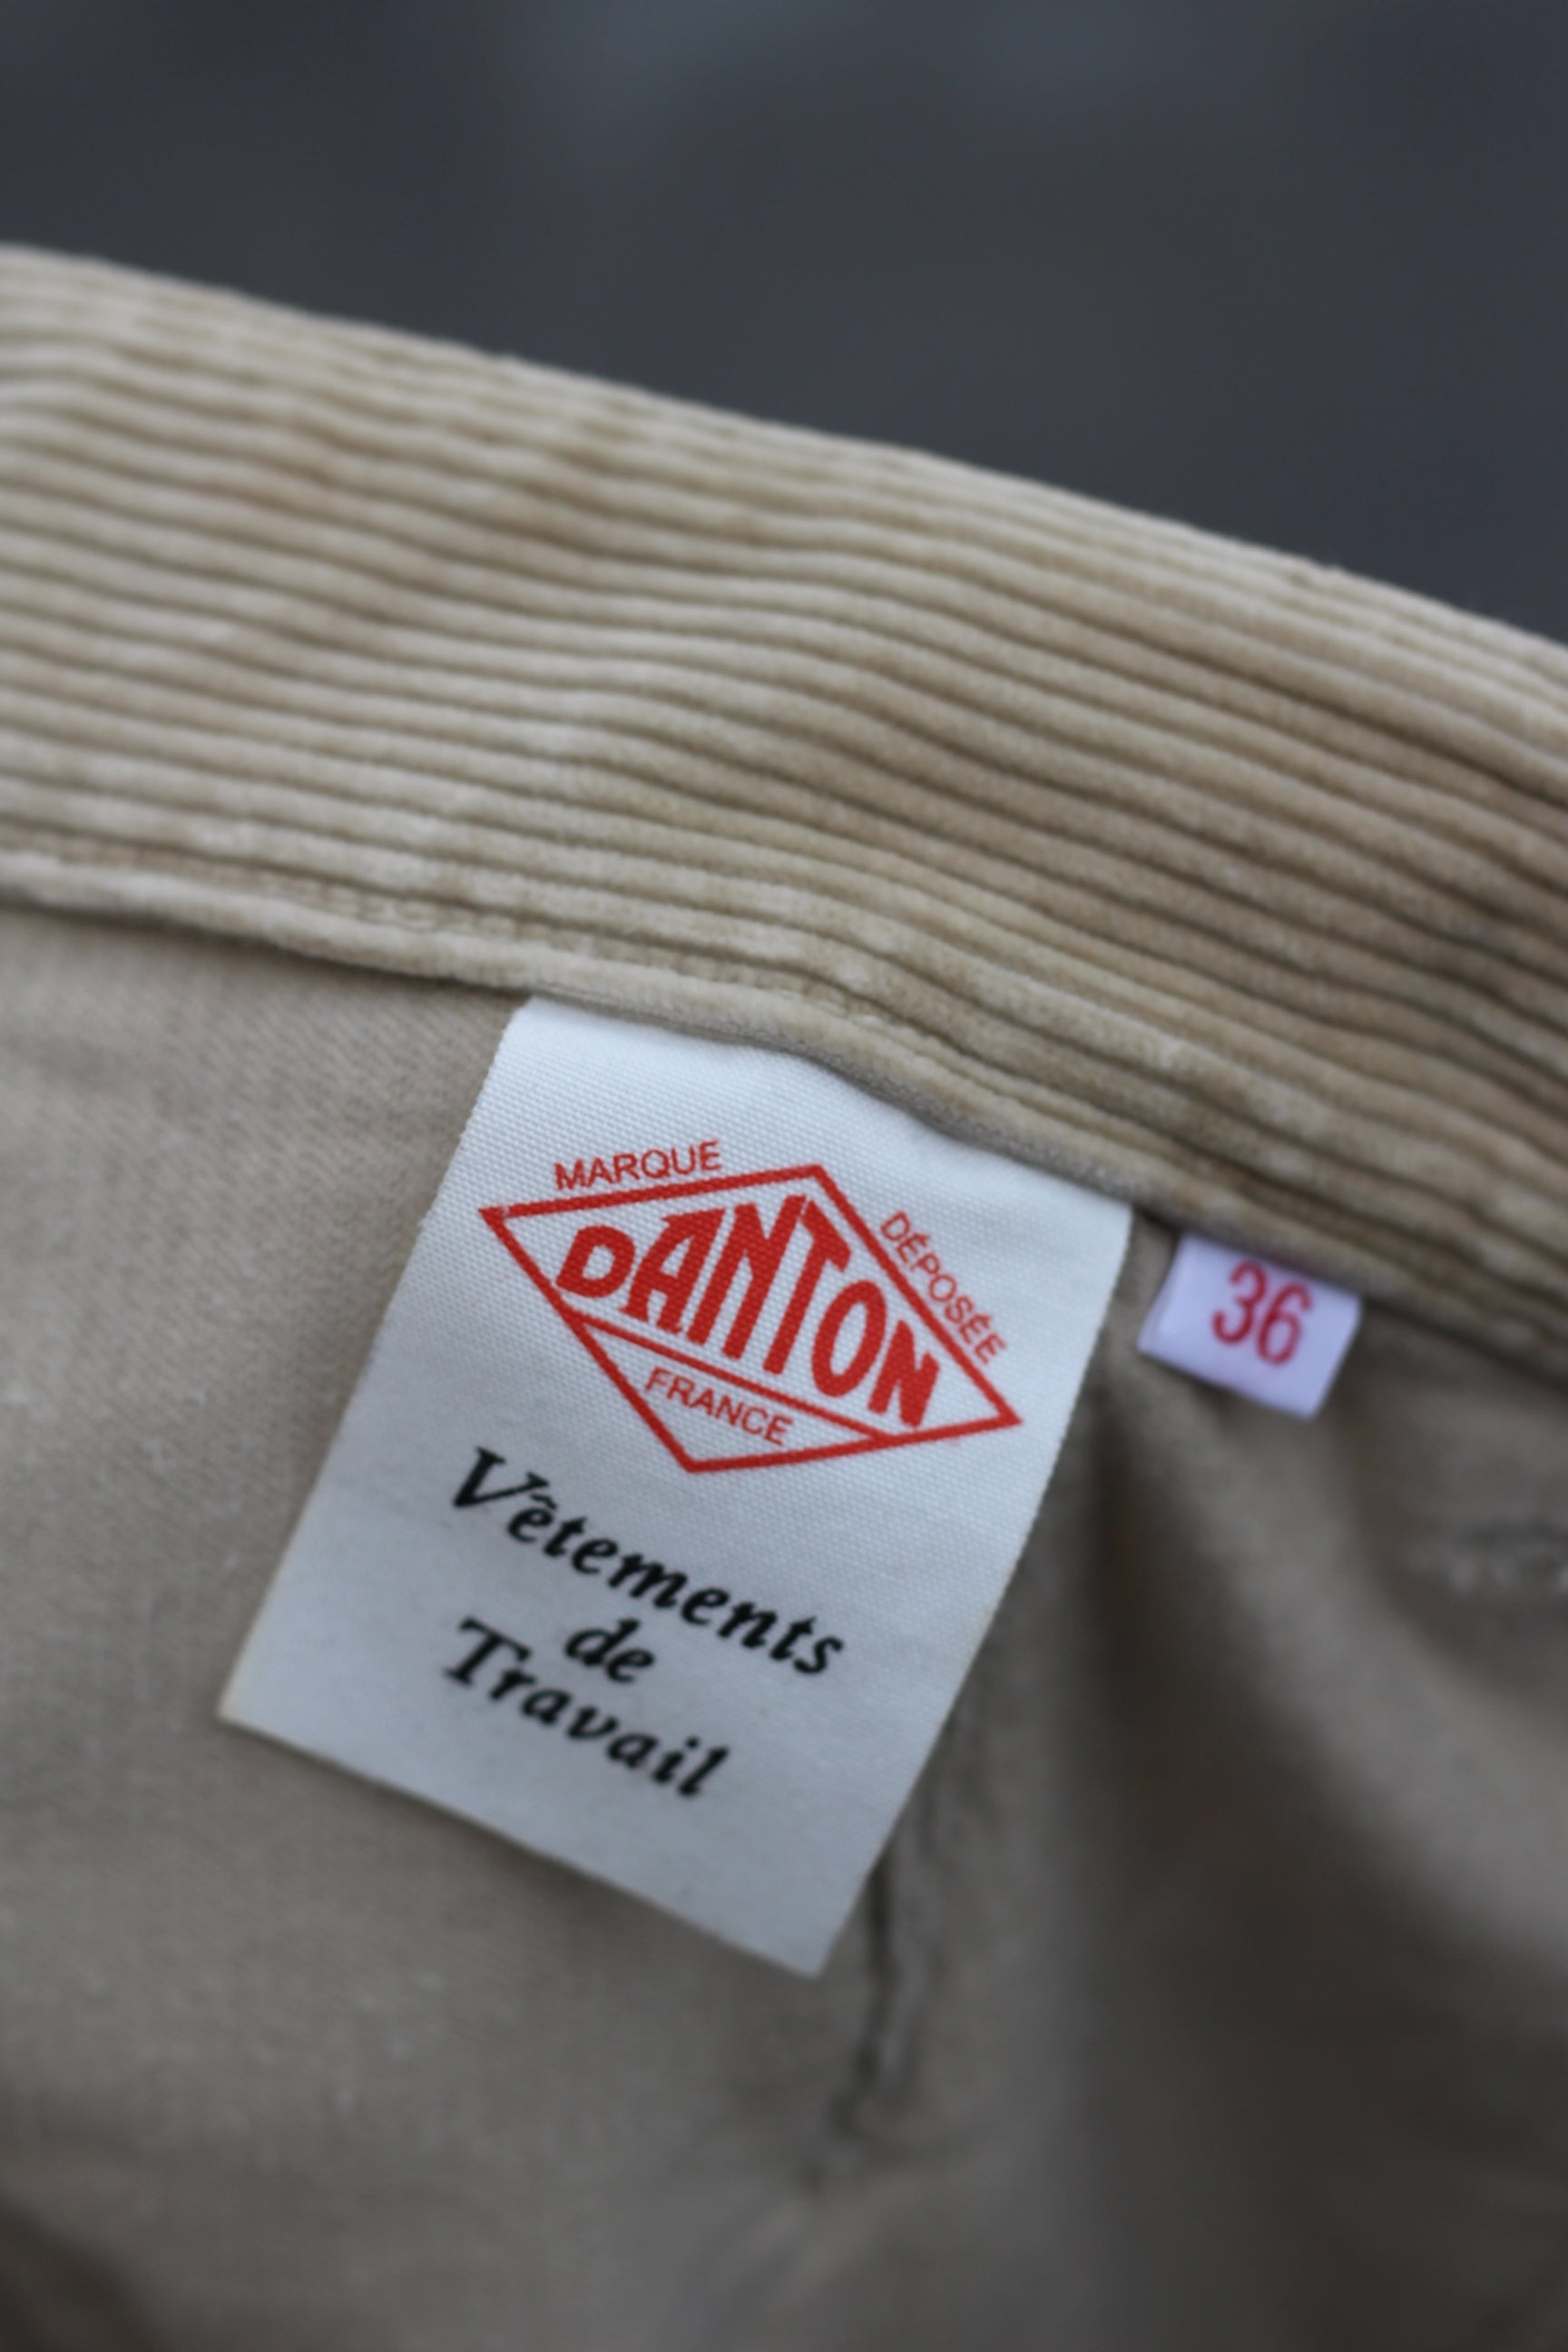 MARQUE
DÉPOSÉE
DANTON
FRANCE
Vêtements
de
Travail
36